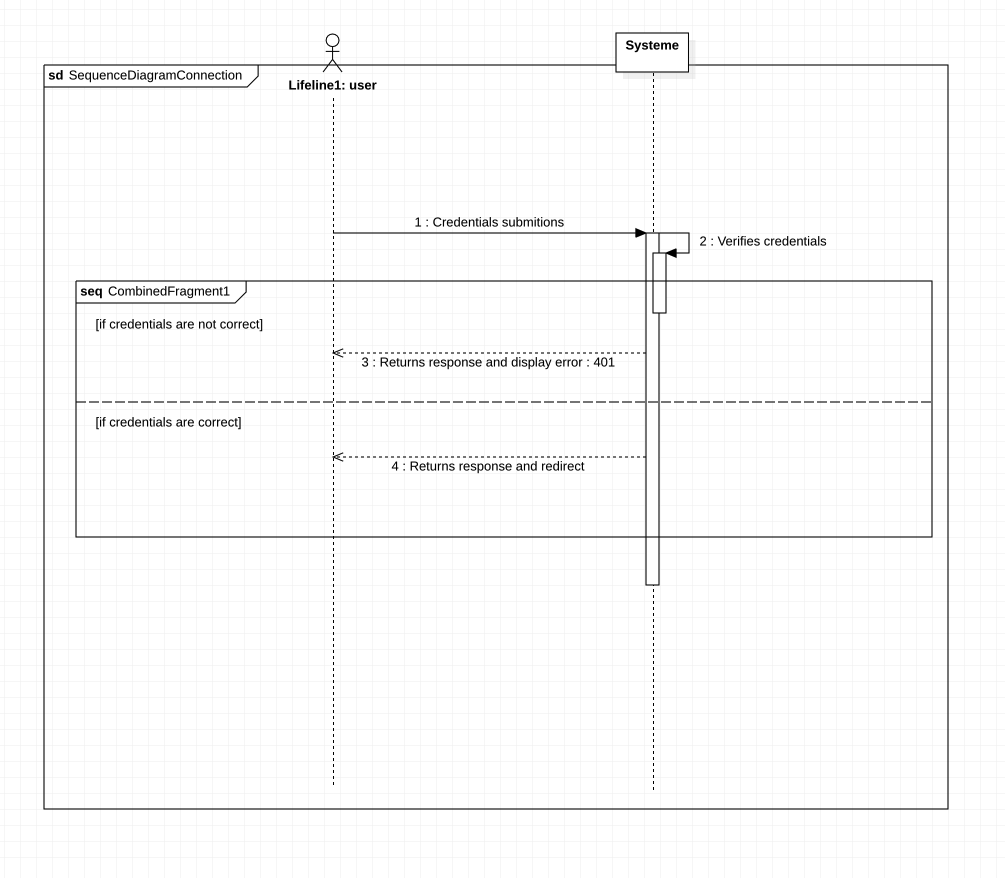 Systeme
sd SequenceDiagramConnection
Lifeline1: user
1 : Credentials submitions
2 : Verifies credentials
seq CombinedFragment1
[if credentials are not correct]
3 : Returns response and display error : 401
[if credentials are correct]
4 : Returns response and redirect